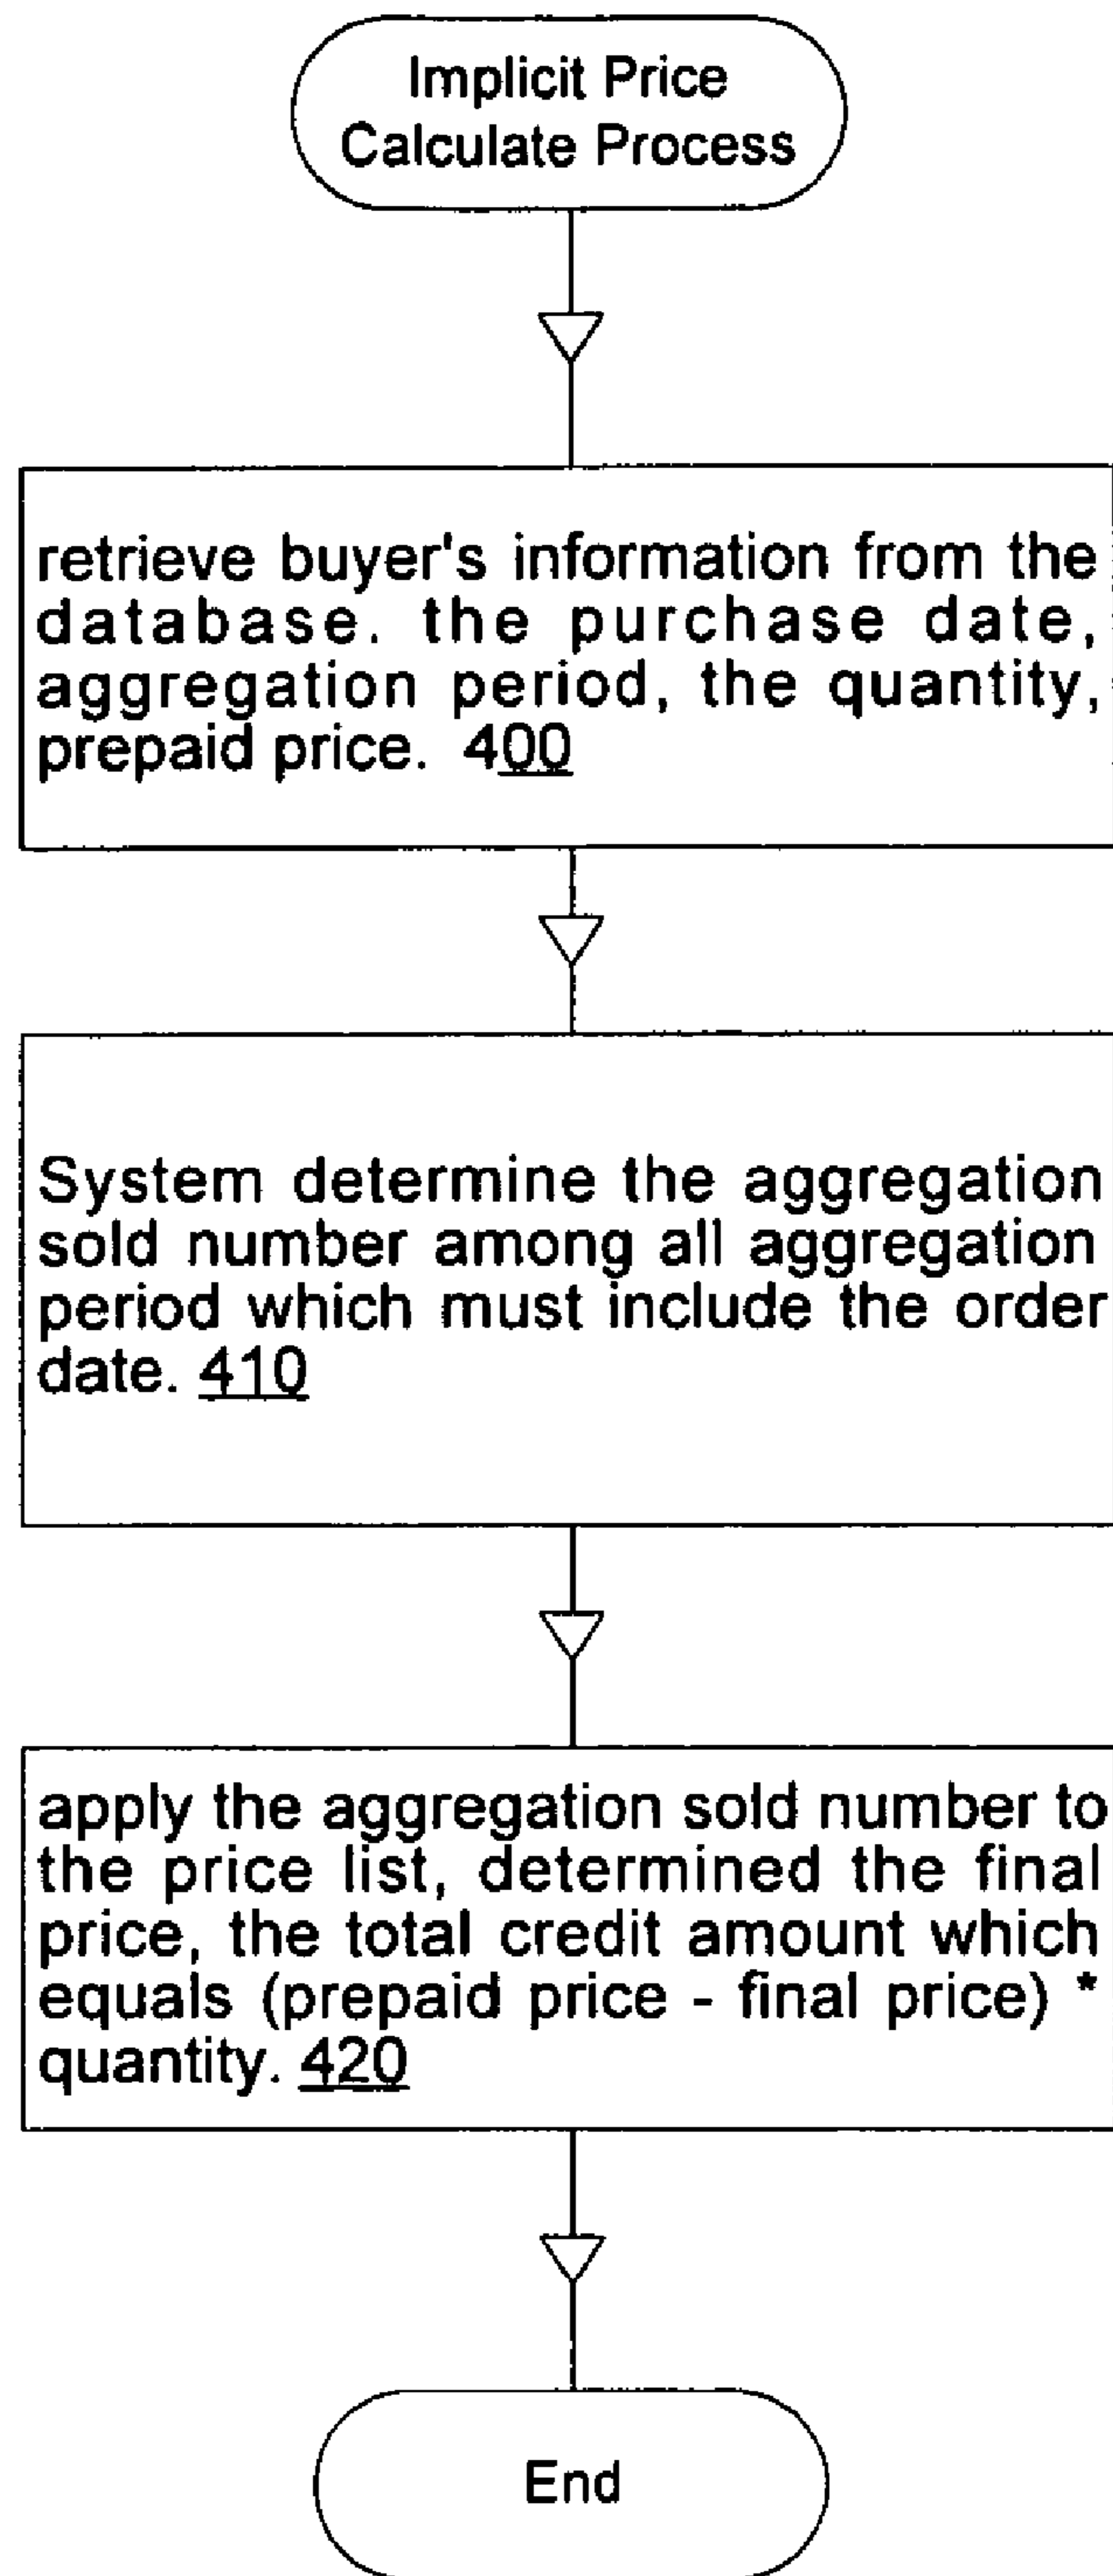 Implicit Price
Calculate Process
retrieve buyer's information from the
database. the purchase date,
aggregation period, the quantity,
prepaid price. 400
System determine the aggregation
sold number among all aggregation
period which must include the order
date. 410
apply the aggregation sold number to
the price list, determined the final
price, the total credit amount which
equals (prepaid price - final price) *
quantity. 420
End